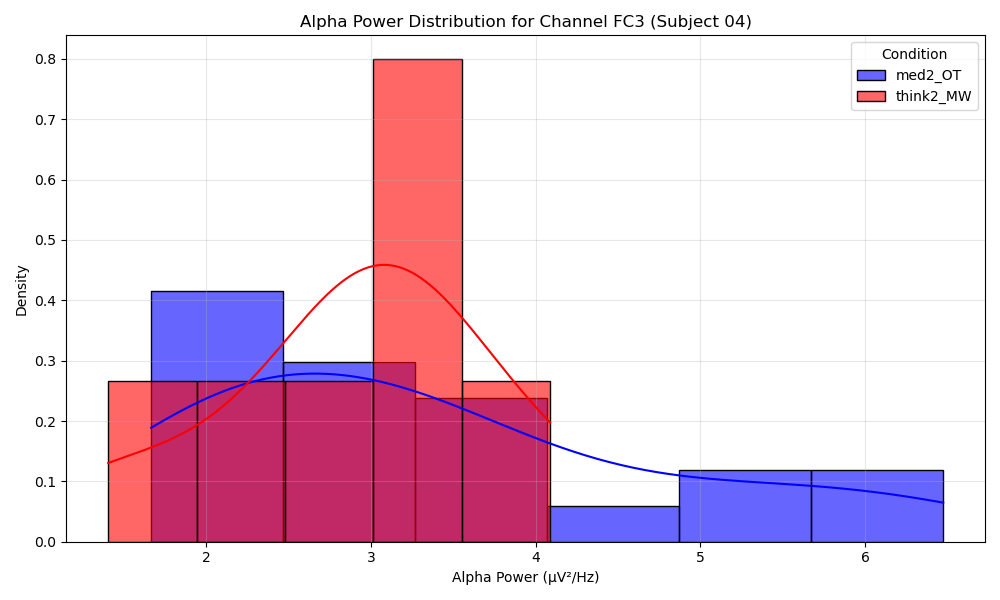 Alpha Power Distribution for Channel FC3 (Subject 04)
Condition
med2_OT
think2_MW
Density
0.8
0.7
0.6
0.5
0.4
0.3
0.2
0.1
0.0
2 3 4 5 6
Alpha Power (µV²/Hz)